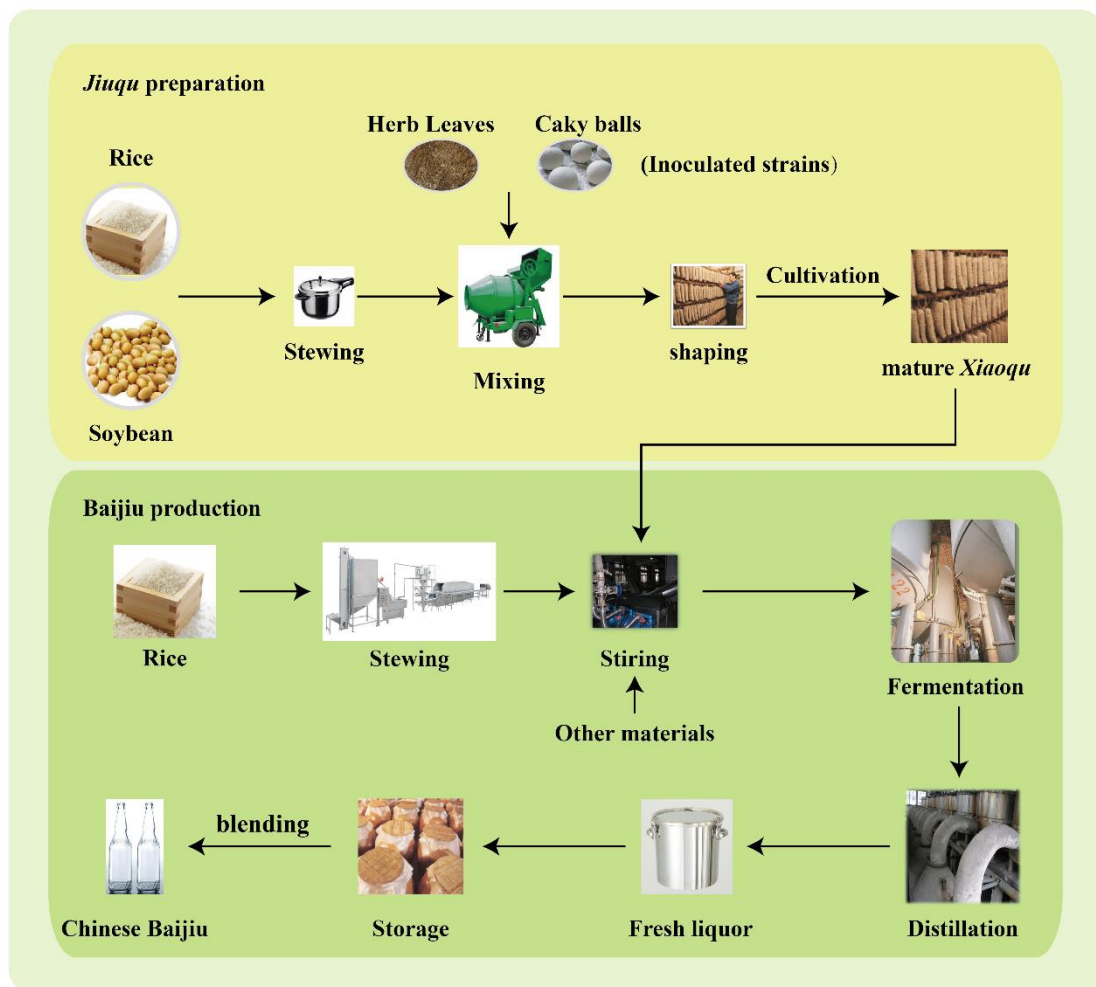 Jiuqu preparation
Herb Leaves
Caky balls
Rice
(Inoculated strains)
Cultivation
Stewing
shaping
mature Xiaoqu
Mixing
Soybean
Baijiu production
22
Rice
Stewing
Stiring
Fermentation
Other materials
blending
Chinese Baijiu
Storage
Fresh liquor
Distillation